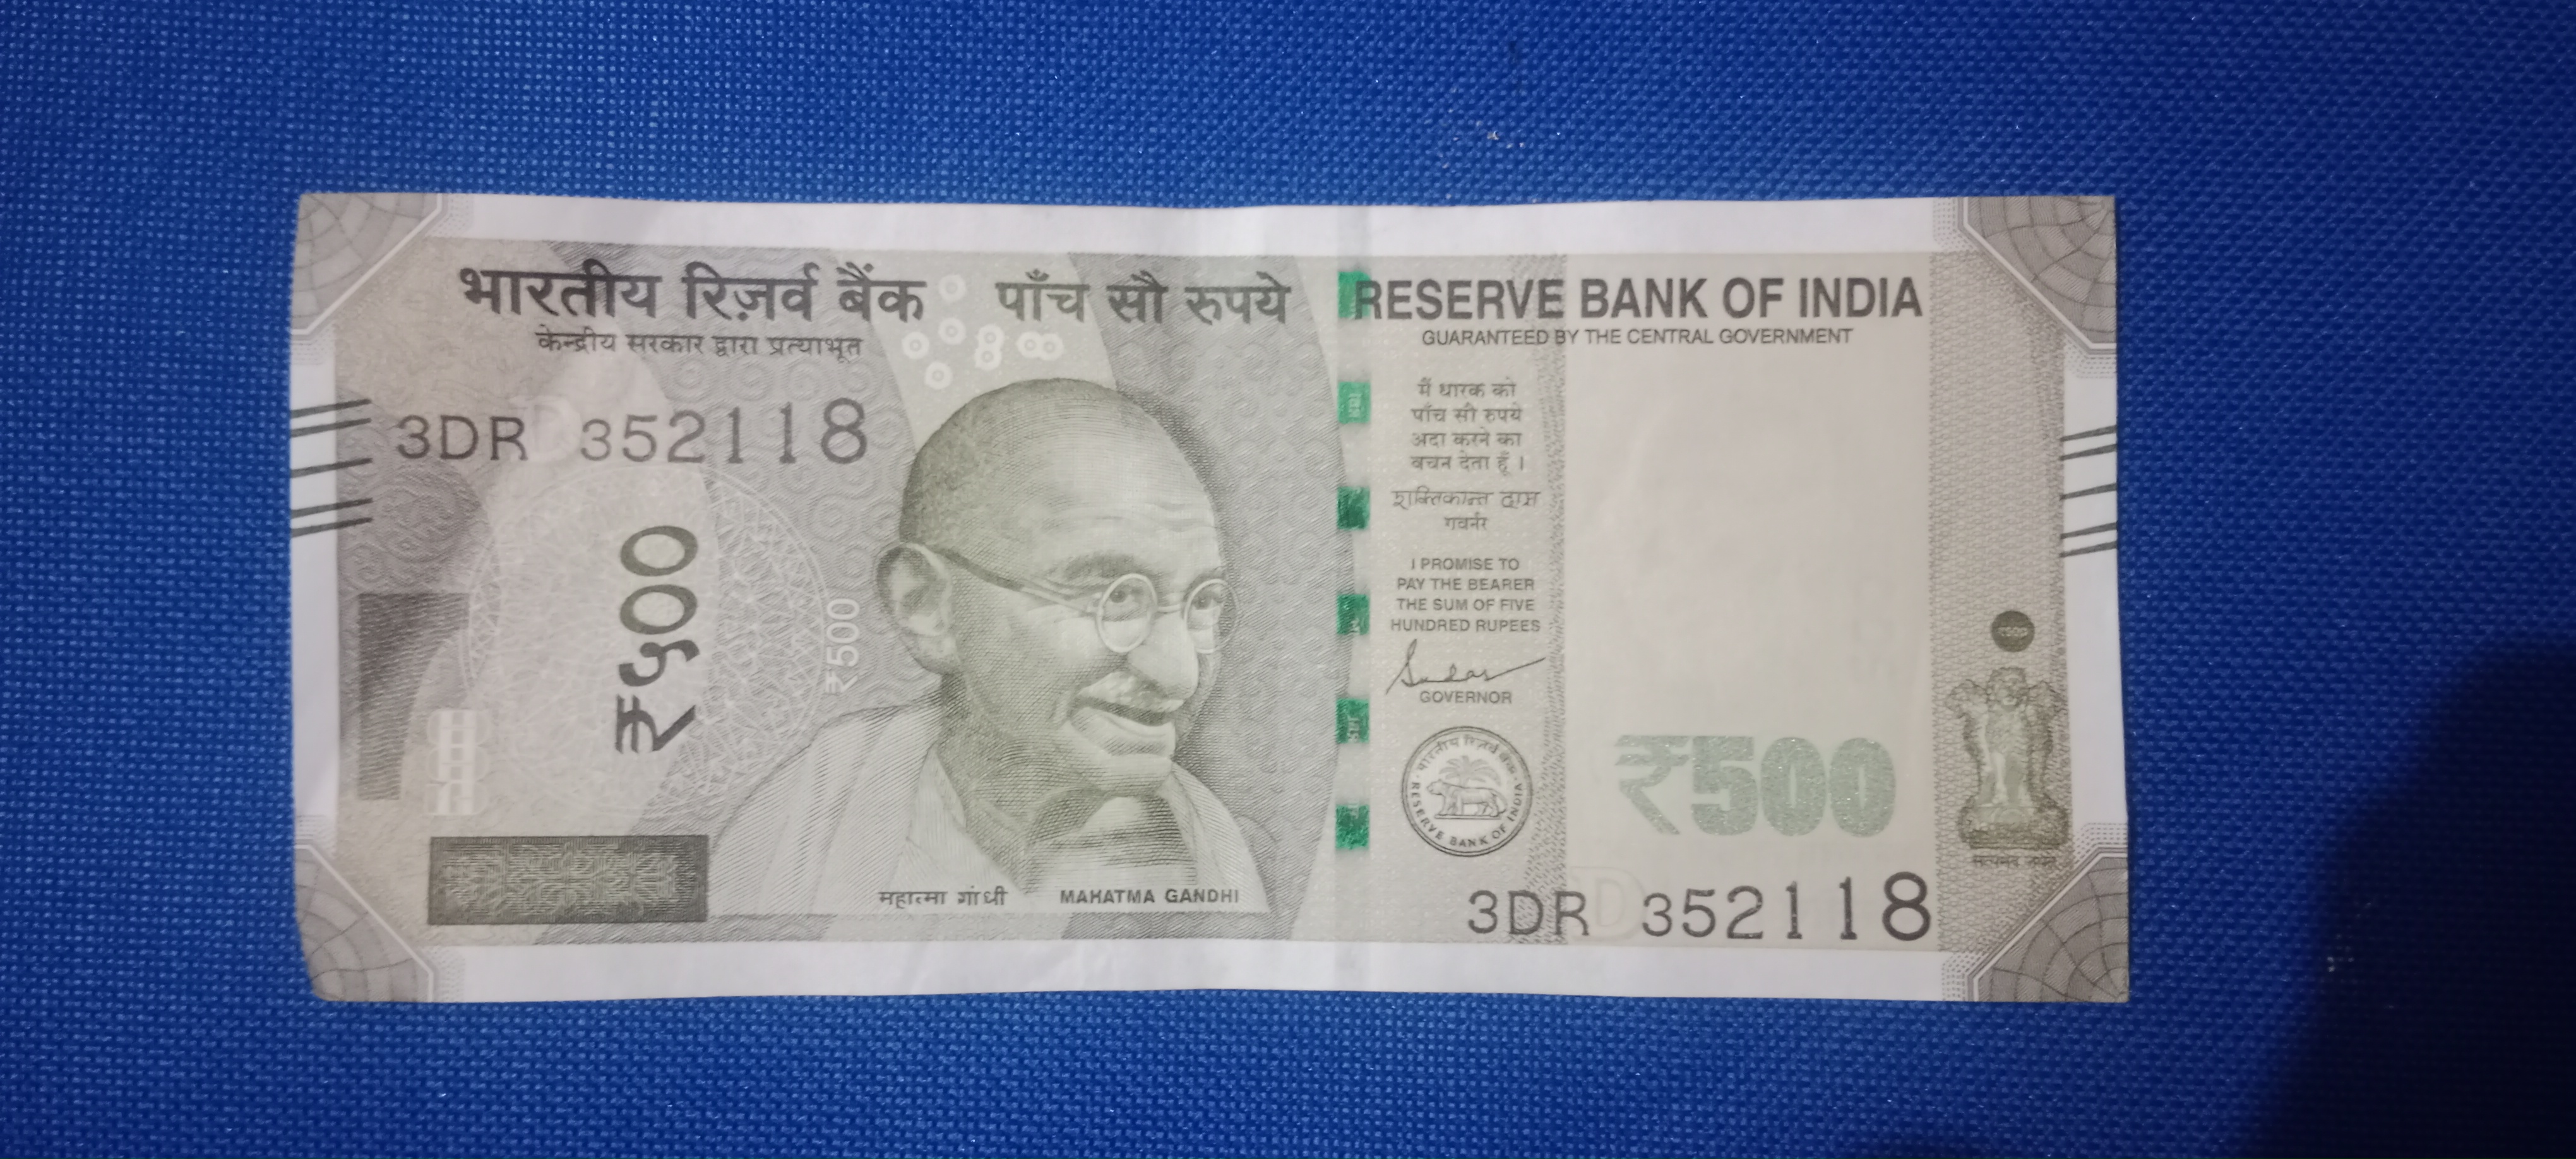 भारतीय रिज़र्व बैंक
केन्द्रीय सरकार द्वारा प्रत्याभूत
पाँच सौ रुपये
RESERVE BANK OF INDIA
GUARANTEED BY THE CENTRAL GOVERNMENT
3DR 352118
₹५००
₹500
मैं धारक को
पाँच सौ रुपये
अदा करने का
वचन देता हूँ ।
शक्तिकान्त दास
गवर्नर
I PROMISE TO
PAY THE BEARER
THE SUM OF FIVE
HUNDRED RUPEES
GOVERNOR
भारतीय रिज़र्व बैंक
RESERVE BANK OF INDIA
₹500
सत्यमेव जयते
महात्मा गांधी
MAHATMA GANDHI
3DR 352118